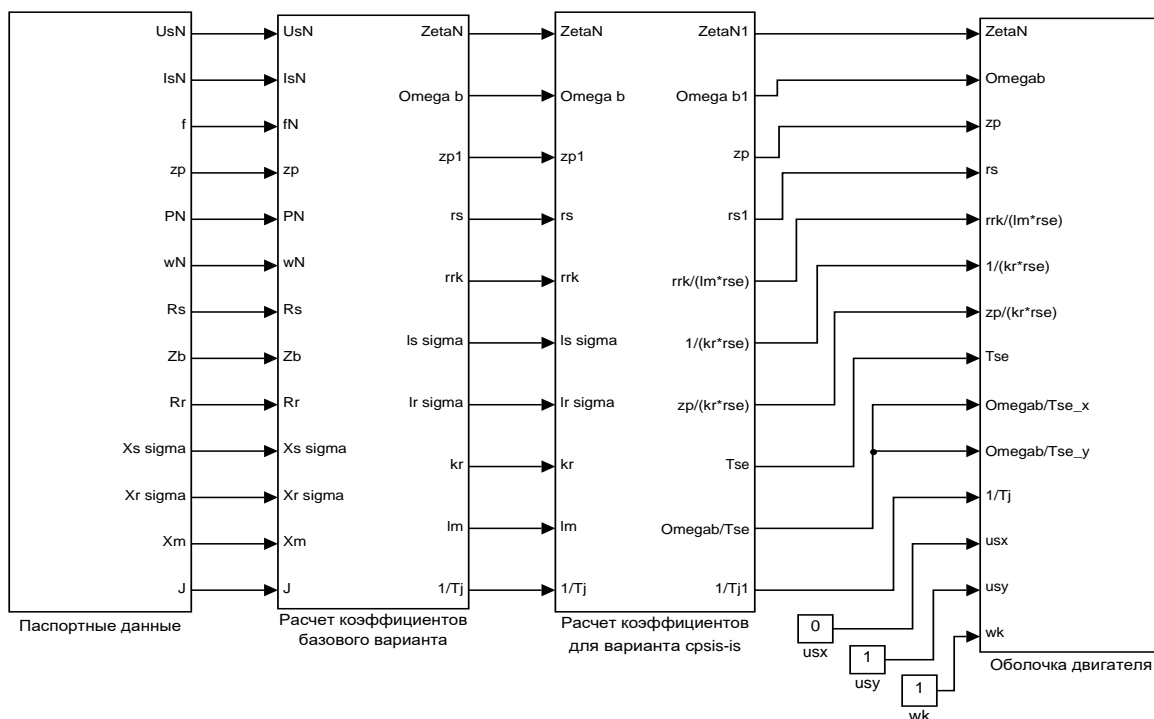 UsN
IsN
f
zp
PN
wN
Rs
Zb
Rr
Xs sigma
Xr sigma
Xm
J
Паспортные данные
UsN
IsN
fN
zp
PN
wN
Rs
Zb
Rr
Xs sigma
Xr sigma
Xm
J
ZetaN
Omega b
zp1
rs
rrk
ls sigma
lr sigma
kr
lm
1/Tj
Расчет коэффициентов
базового варианта
ZetaN
Omega b
zp1
rs
rrk
ls sigma
lr sigma
kr
lm
1/Tj
ZetaN1
Omega b1
zp
rs1
rrk/(lm*rse)
1/(kr*rse)
zp/(kr*rse)
Tse
Omegab/Tse
1/Tj1
Расчет коэффициентов
для варианта cpsis-is
ZetaN
Omegab
zp
rs
rrk/(lm*rse)
1/(kr*rse)
zp/(kr*rse)
Tse
Omegab/Tse_x
Omegab/Tse_y
1/Tj
usx
usy
wk
Оболочка двигателя
0
usx
1
usy
1
wk